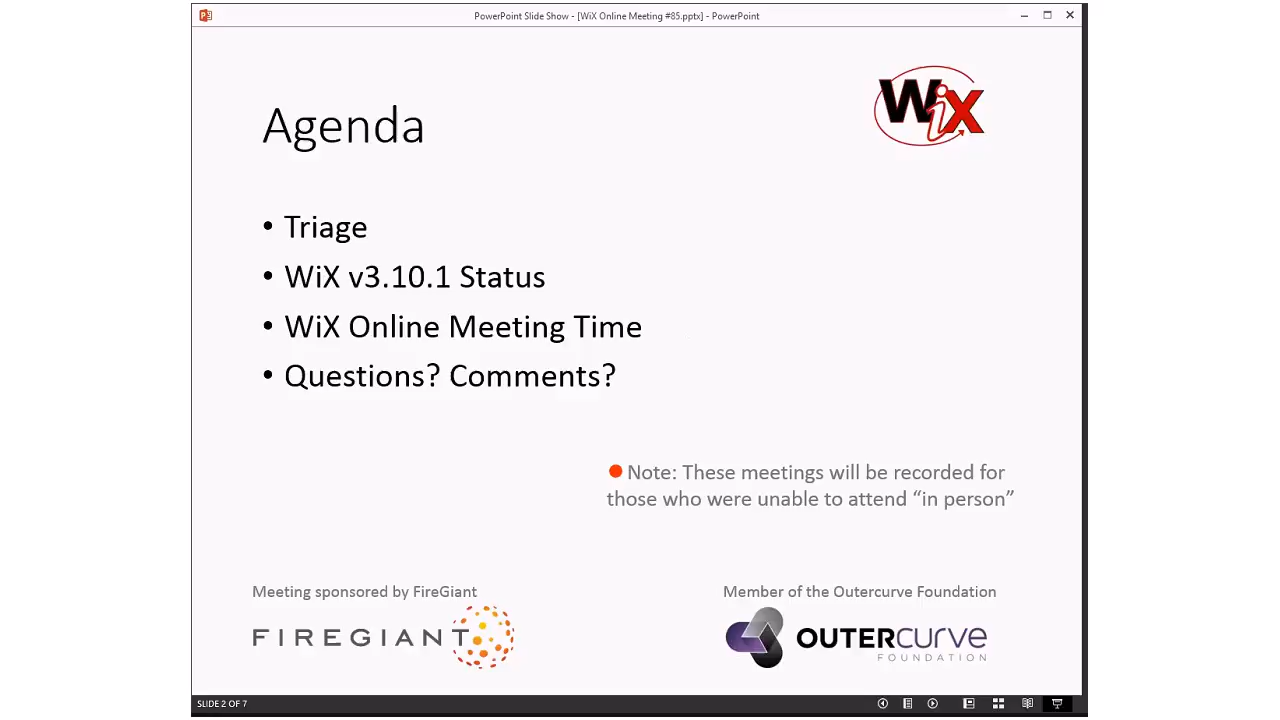 PowerPoint Slide Show - [WiX Online Meeting #85.pptx] - PowerPoint
WiX
Agenda
• Triage
• WiX v3.10.1 Status
• WiX Online Meeting Time
• Questions? Comments?
Note: These meetings will be recorded for
those who were unable to attend “in person”
Meeting sponsored by FireGiant
FIREGIANT
Member of the Outercurve Foundation
OUTERCURVE
FOUNDATION
SLIDE 2 OF 7